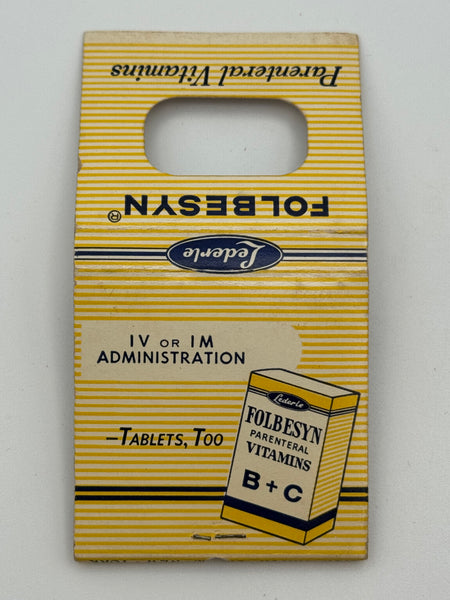 Parenteral Vitamins
FOLBESYN®
Lederle
IV OR IM
ADMINISTRATION
–TABLETS, TOO
Lederle
FOLBESYN
PARENTERAL
VITAMINS
B + C